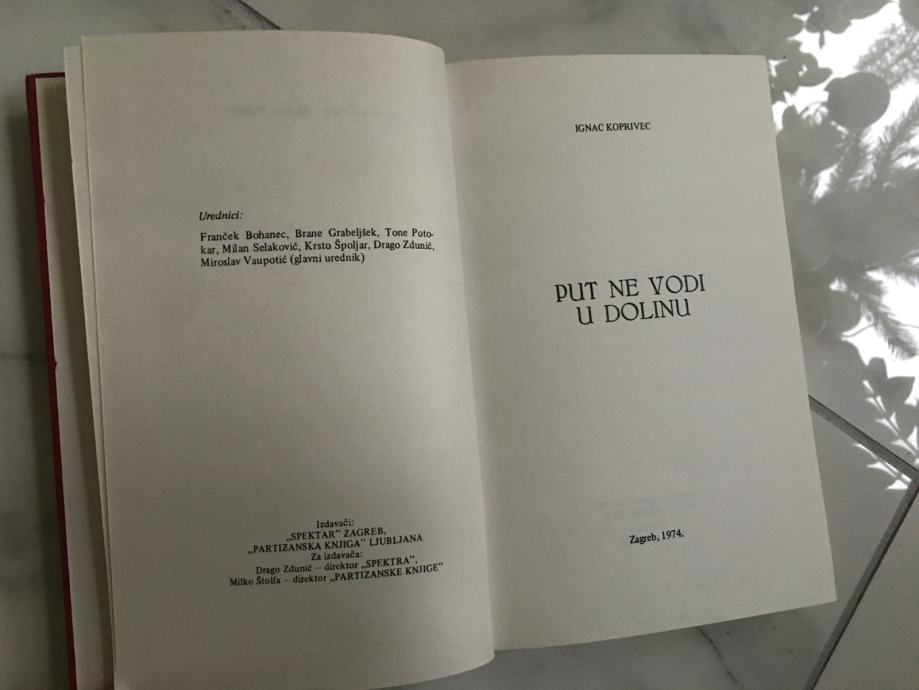 Urednici:
Franček Bohanec, Brane Grabeljšek, Tone Poto-
kar, Milan Selaković, Krsto Špoljar, Drago Zdunić,
Miroslav Vaupotić (glavni urednik)
Izdavači:
„SPEKTAR” ZAGREB,
„PARTIZANSKA KNJIGA” LJUBLJANA
Za izdavača:
Drago Zdunić – direktor „SPEKTRA”,
Milko Štolfa – direktor „PARTIZANSKE KNJIGE”
IGNAC KOPRIVEC
PUT NE VODI
U DOLINU
Zagreb, 1974.